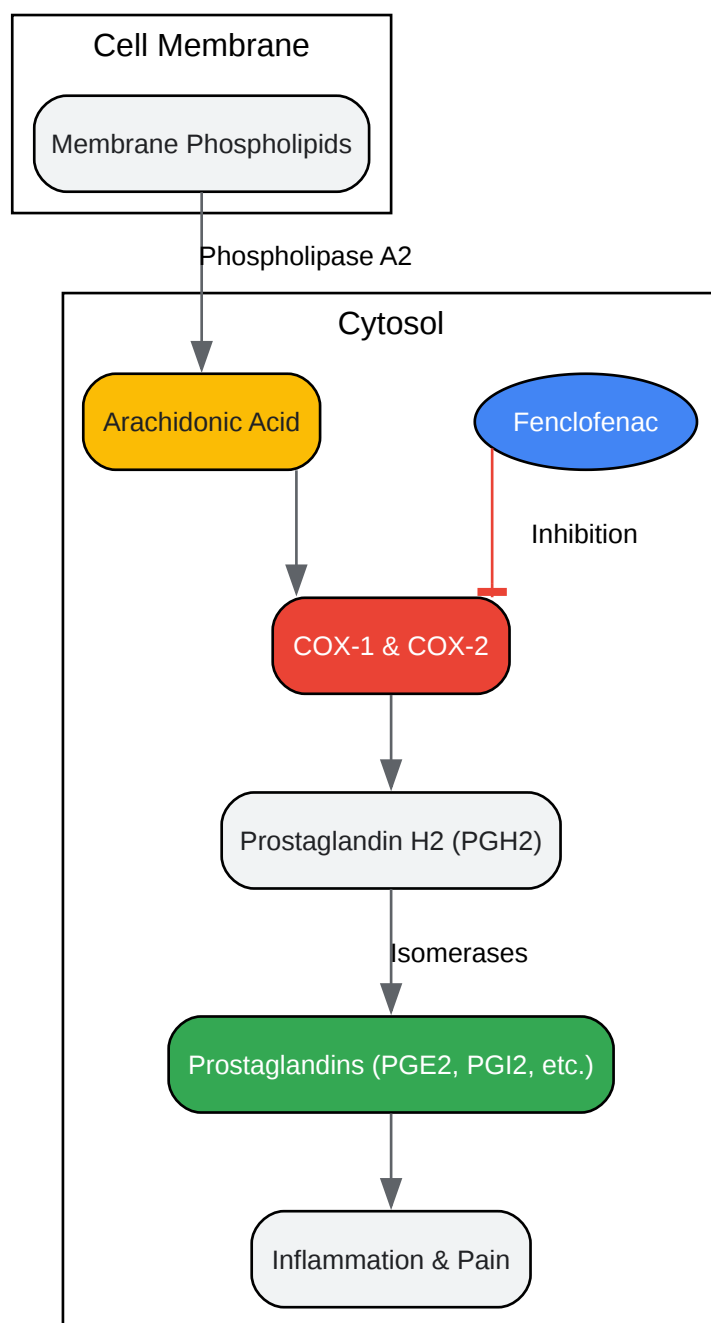 Cell Membrane
Membrane Phospholipids
Phospholipase A2
Cytosol
Arachidonic Acid
Fenclofenac
Inhibition
COX-1 & COX-2
Prostaglandin H2 (PGH2)
Isomerases
Prostaglandins (PGE2, PGI2, etc.)
Inflammation & Pain